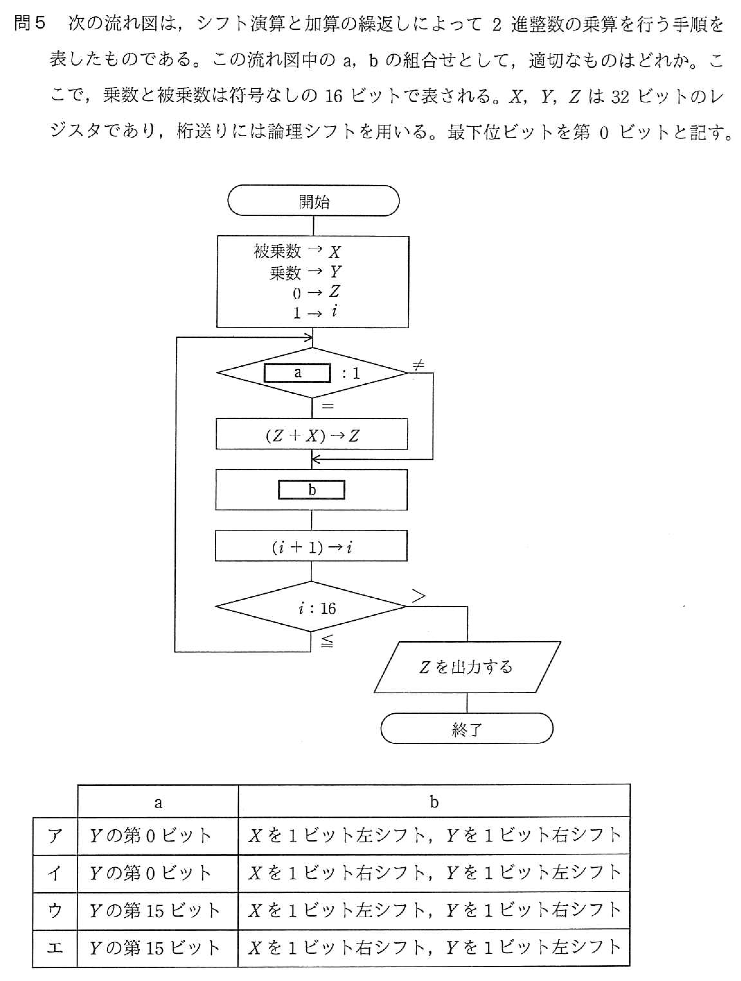 問5 次の流れ図は，シフト演算と加算の繰返しによって 2 進整数の乗算を行う手順を
表したものである。この流れ図中の a，b の組合せとして，適切なものはどれか。こ
こで，乗数と被乗数は符号なしの 16 ビットで表される。X，Y，Z は 32 ビットのレ
ジスタであり，桁送りには論理シフトを用いる。最下位ビットを第 0 ビットと記す。
開始
被乗数 → X
乗数 → Y
0 → Z
1 → i
a : 1
≠
=
(Z + X) → Z
b
(i + 1) → i
i : 16
>
≦
Z を出力する
終了
a b
ア Y の第 0 ビット X を 1 ビット左シフト，Y を 1 ビット右シフト
イ Y の第 0 ビット X を 1 ビット右シフト，Y を 1 ビット左シフト
ウ Y の第 15 ビット X を 1 ビット左シフト，Y を 1 ビット右シフト
エ Y の第 15 ビット X を 1 ビット右シフト，Y を 1 ビット左シフト